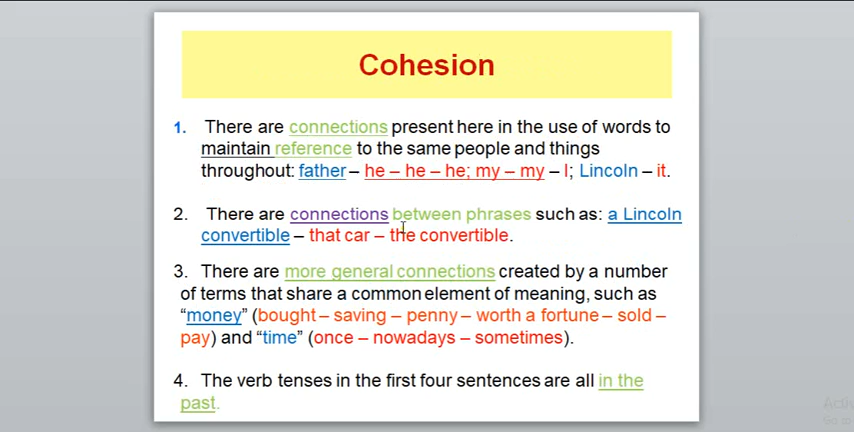 Cohesion
1. There are connections present here in the use of words to
maintain reference to the same people and things
throughout: father – he – he – he; my – my – I; Lincoln – it.
2. There are connections between phrases such as: a Lincoln
convertible – that car – the convertible.
3. There are more general connections created by a number
of terms that share a common element of meaning, such as
“money” (bought – saving – penny – worth a fortune – sold –
pay) and “time” (once – nowadays – sometimes).
4. The verb tenses in the first four sentences are all in the
past.
Activ
Go to